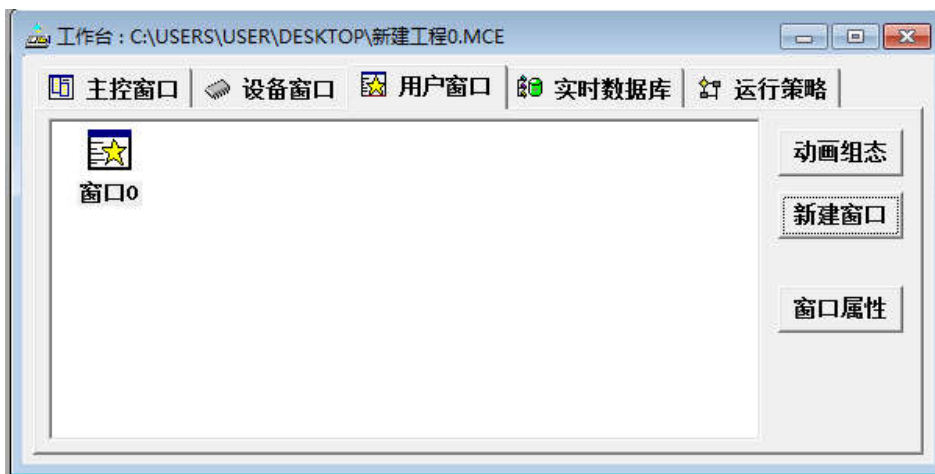 工作台 : C:\USERS\USER\DESKTOP\新建工程0.MCE
主控窗口 设备窗口 用户窗口 实时数据库 运行策略
窗口0
动画组态
新建窗口
窗口属性